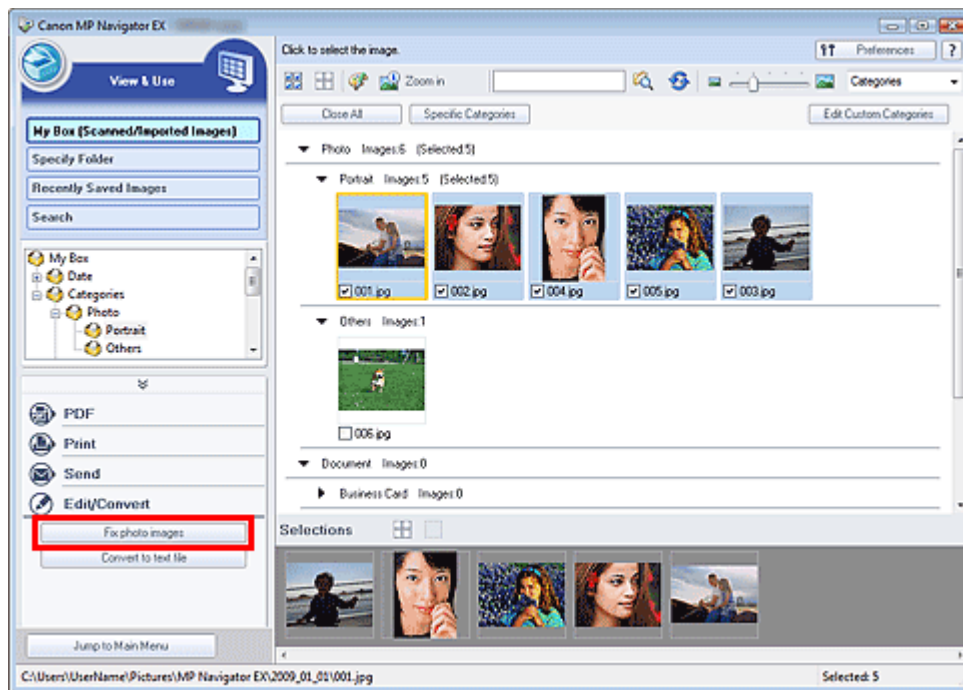 Canon MP Navigator EX
View & Use
My Box (Scanned/Imported Images)
Specify Folder
Recently Saved Images
Search
My Box
Date
Categories
Photo
Portrait
Others
PDF
Print
Send
Edit/Convert
Fix photo images
Convert to text file
Jump to Main Menu
Click to select the image.
Preferences
?
Zoom in
Categories
Close All
Specific Categories
Edit Custom Categories
Photo Images:6 (Selected:5)
Portrait Images:5 (Selected:5)
001.jpg
002.jpg
004.jpg
005.jpg
003.jpg
Others Images:1
006.jpg
Document Images:0
Business Card Images:0
Selections
C:\Users\UserName\Pictures\MP Navigator EX\2009_01_01\001.jpg
Selected: 5